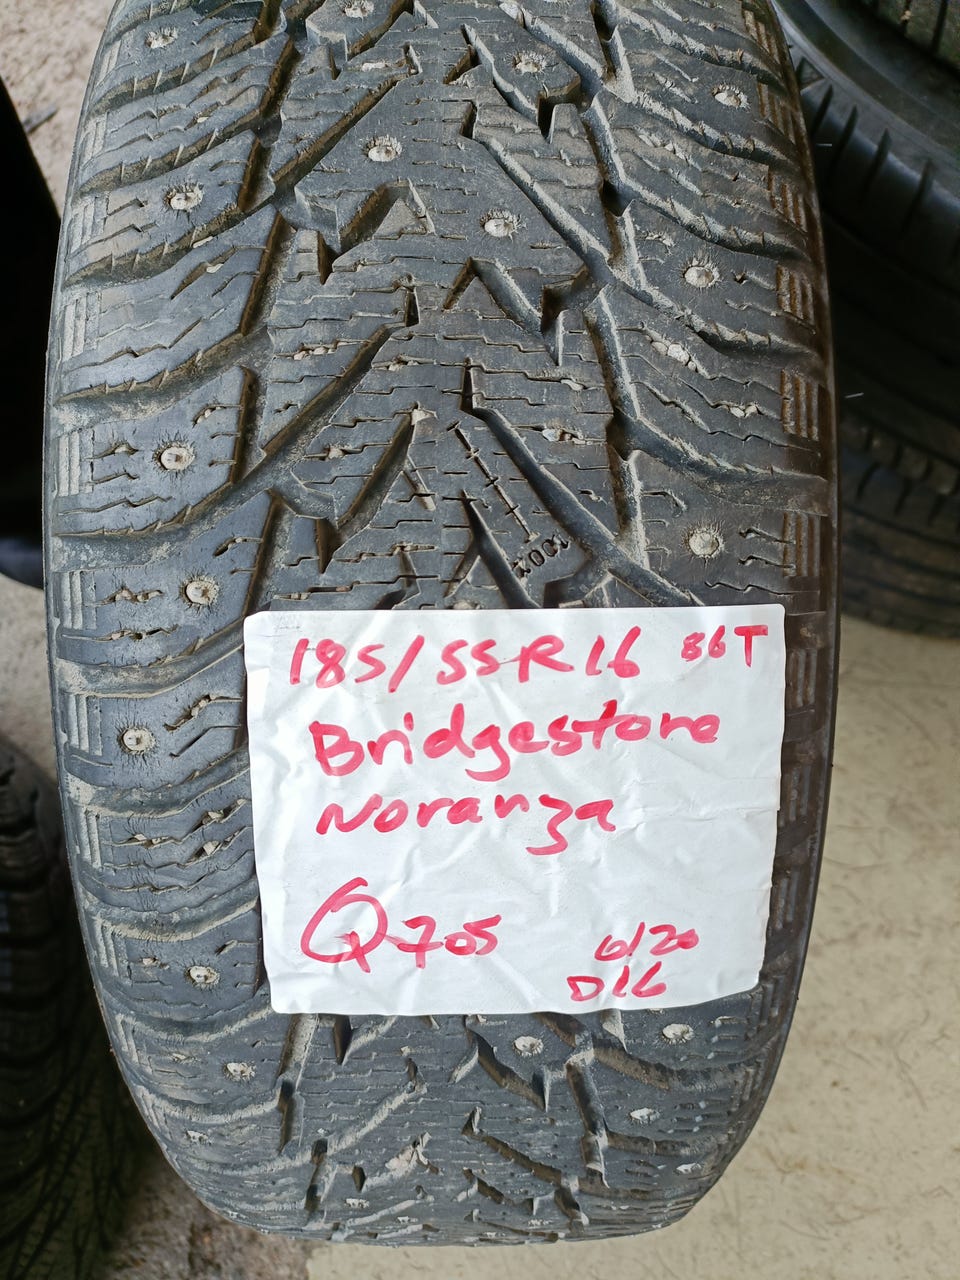 185/55R16 86T
Bridgestone
Noranza
Q705
6/20
D16